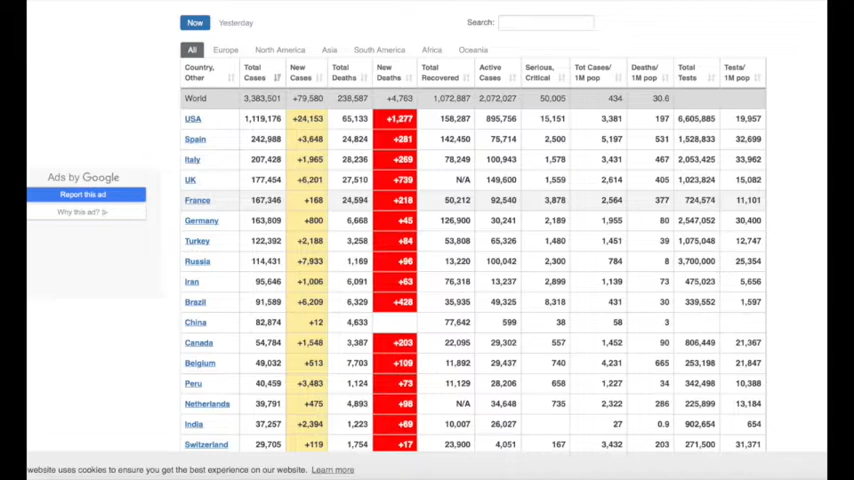 Now Yesterday Search:
All Europe North America Asia South America Africa Oceania
Country, Other Total Cases New Cases Total Deaths New Deaths Total Recovered Active Cases Serious, Critical Tot Cases/ 1M pop Deaths/ 1M pop Total Tests Tests/ 1M pop
World 3,383,501 +79,580 238,587 +4,763 1,072,887 2,072,027 50,005 434 30.6
USA 1,119,176 +24,153 65,133 +1,277 158,287 895,756 15,151 3,381 197 6,605,885 19,957
Spain 242,988 +3,648 24,824 +281 142,450 75,714 2,500 5,197 531 1,528,833 32,699
Italy 207,428 +1,965 28,236 +269 78,249 100,943 1,578 3,431 467 2,053,425 33,962
UK 177,454 +6,201 27,510 +739 N/A 149,600 1,559 2,614 405 1,023,824 15,082
France 167,346 +168 24,594 +218 50,212 92,540 3,878 2,564 377 724,574 11,101
Germany 163,809 +800 6,668 +45 126,900 30,241 2,189 1,955 80 2,547,052 30,400
Turkey 122,392 +2,188 3,258 +84 53,808 65,326 1,480 1,451 39 1,075,048 12,747
Russia 114,431 +7,933 1,169 +96 13,220 100,042 2,300 784 8 3,700,000 25,354
Iran 95,646 +1,006 6,091 +63 76,318 13,237 2,899 1,139 73 475,023 5,656
Brazil 91,589 +6,209 6,329 +428 35,935 49,325 8,318 431 30 339,552 1,597
China 82,874 +12 4,633 77,642 599 38 58 3
Canada 54,784 +1,548 3,387 +203 22,095 29,302 557 1,452 90 806,449 21,367
Belgium 49,032 +513 7,703 +109 11,892 29,437 740 4,231 665 253,198 21,847
Peru 40,459 +3,483 1,124 +73 11,129 28,206 658 1,227 34 342,498 10,388
Netherlands 39,791 +475 4,893 +98 N/A 34,648 735 2,322 286 225,899 13,184
India 37,257 +2,394 1,223 +69 10,007 26,027 27 0.9 902,654 654
Switzerland 29,705 +119 1,754 +17 23,900 4,051 167 3,432 203 271,500 31,371
Ads by Google
Report this ad
Why this ad?
website uses cookies to ensure you get the best experience on our website. Learn more